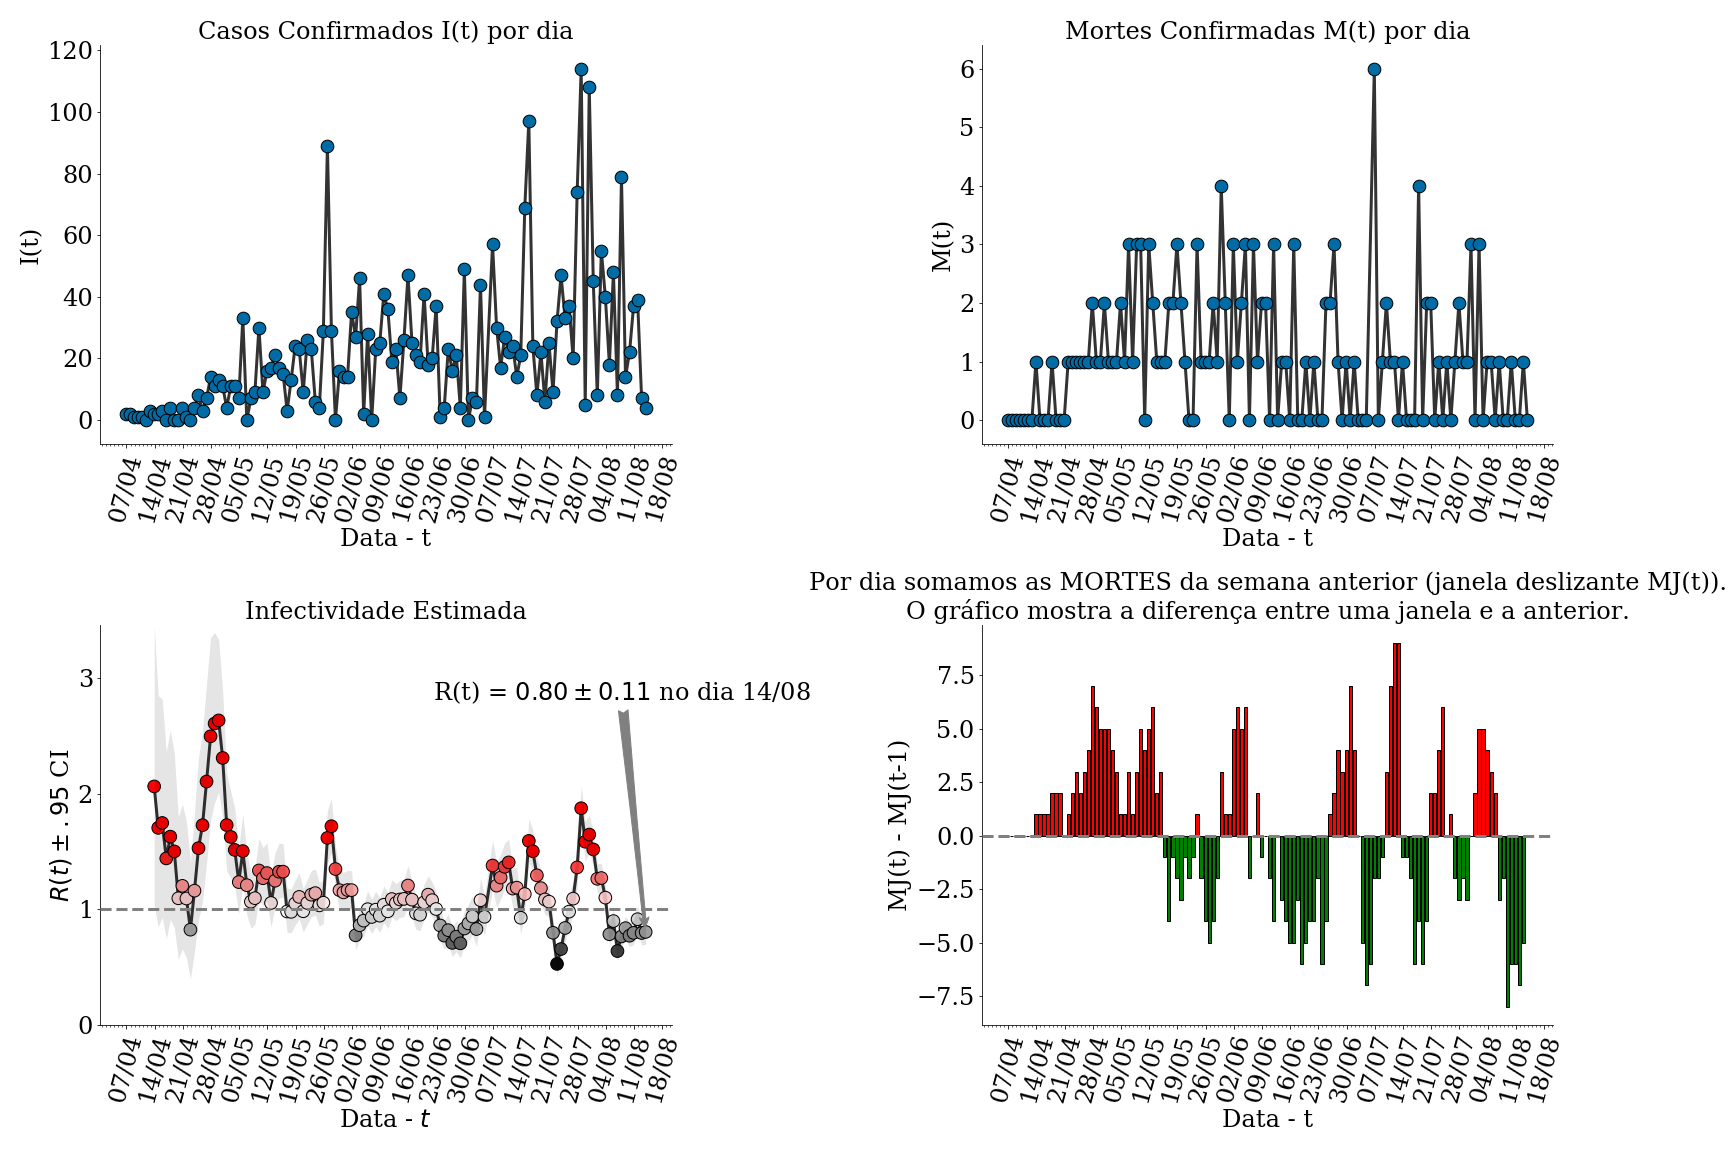 Casos Confirmados I(t) por dia
120
100
80
60
40
20
0
I(t)
07/04 14/04 21/04 28/04 05/05 12/05 19/05 26/05 02/06 09/06 16/06 23/06 30/06 07/07 14/07 21/07 28/07 04/08 11/08 18/08
Data - t
Mortes Confirmadas M(t) por dia
6
5
4
3
2
1
0
M(t)
07/04 14/04 21/04 28/04 05/05 12/05 19/05 26/05 02/06 09/06 16/06 23/06 30/06 07/07 14/07 21/07 28/07 04/08 11/08 18/08
Data - t
Infectividade Estimada
3
2
1
0
R(t) ± .95 CI
R(t) = 0.80 ± 0.11 no dia 14/08
07/04 14/04 21/04 28/04 05/05 12/05 19/05 26/05 02/06 09/06 16/06 23/06 30/06 07/07 14/07 21/07 28/07 04/08 11/08 18/08
Data - t
Por dia somamos as MORTES da semana anterior (janela deslizante MJ(t)).
O gráfico mostra a diferença entre uma janela e a anterior.
7.5
5.0
2.5
0.0
−2.5
−5.0
−7.5
MJ(t) - MJ(t-1)
07/04 14/04 21/04 28/04 05/05 12/05 19/05 26/05 02/06 09/06 16/06 23/06 30/06 07/07 14/07 21/07 28/07 04/08 11/08 18/08
Data - t